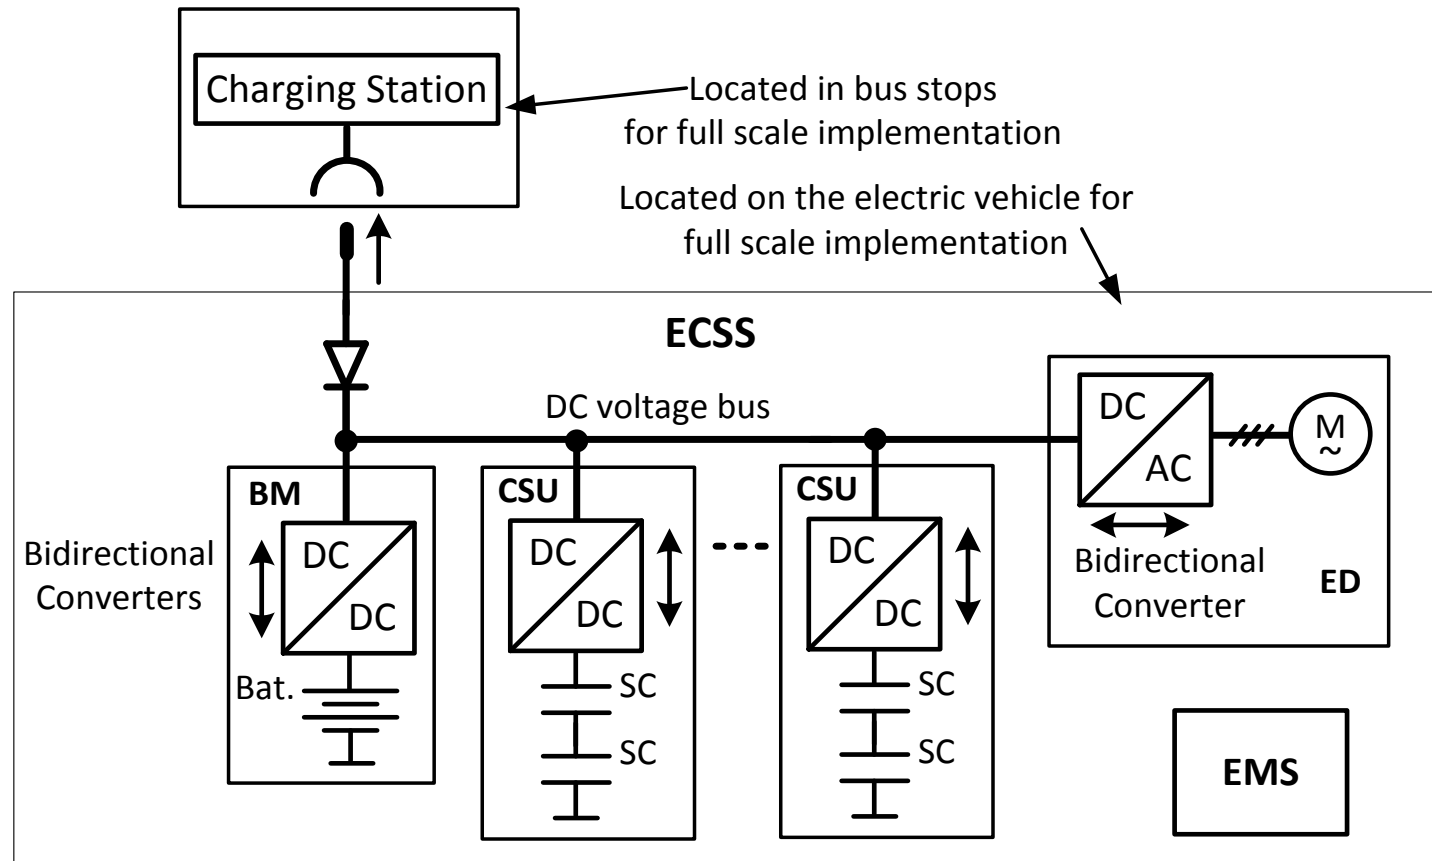 Charging Station
Located in bus stops
for full scale implementation
Located on the electric vehicle for
full scale implementation
ECSS
DC voltage bus
BM
CSU
CSU
DC
AC
M
~
Bidirectional
Converters
DC
DC
DC
DC
DC
DC
Bidirectional
Converter
ED
Bat.
SC
SC
SC
SC
EMS